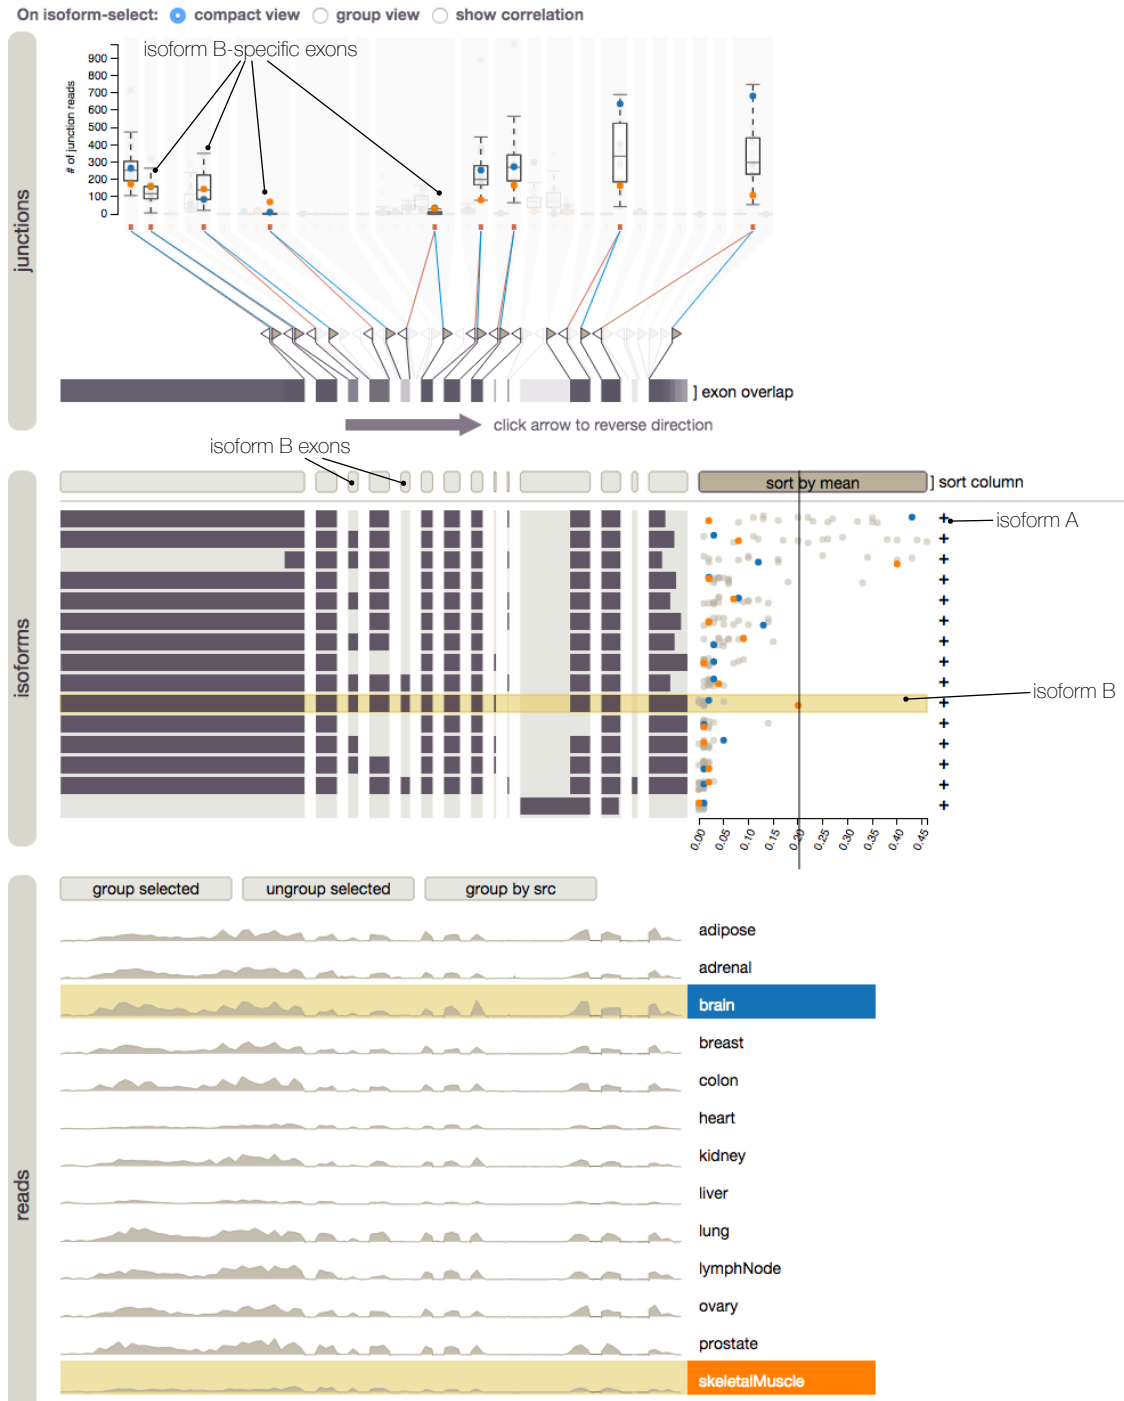 On isoform-select: compact view group view show correlation
isoform B-specific exons
# of junction reads
900
800
700
600
500
400
300
200
100
0
junctions
] exon overlap
click arrow to reverse direction
isoform B exons
sort by mean ] sort column
isoforms
isoform A
isoform B
0.00 0.05 0.10 0.15 0.20 0.25 0.30 0.35 0.40 0.45
group selected ungroup selected group by src
reads
adipose
adrenal
brain
breast
colon
heart
kidney
liver
lung
lymphNode
ovary
prostate
skeletalMuscle